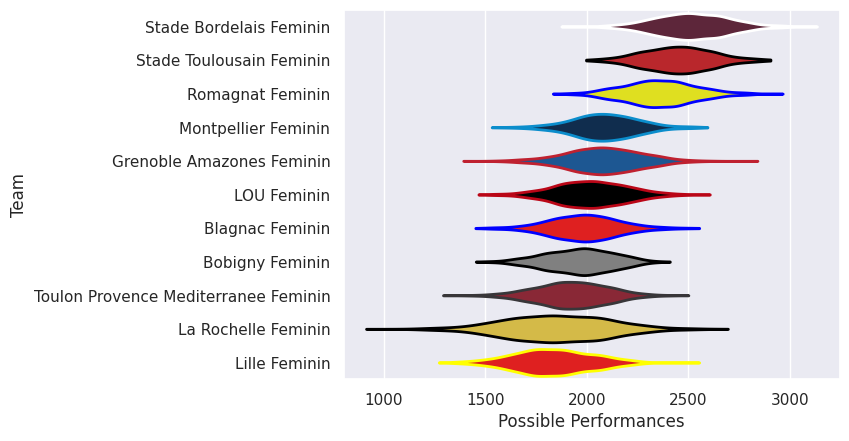 Stade Bordelais Feminin
Stade Toulousain Feminin
Romagnat Feminin
Montpellier Feminin
Grenoble Amazones Feminin
LOU Feminin
Blagnac Feminin
Bobigny Feminin
Toulon Provence Mediterranee Feminin
La Rochelle Feminin
Lille Feminin
Team
1000 1500 2000 2500 3000
Possible Performances